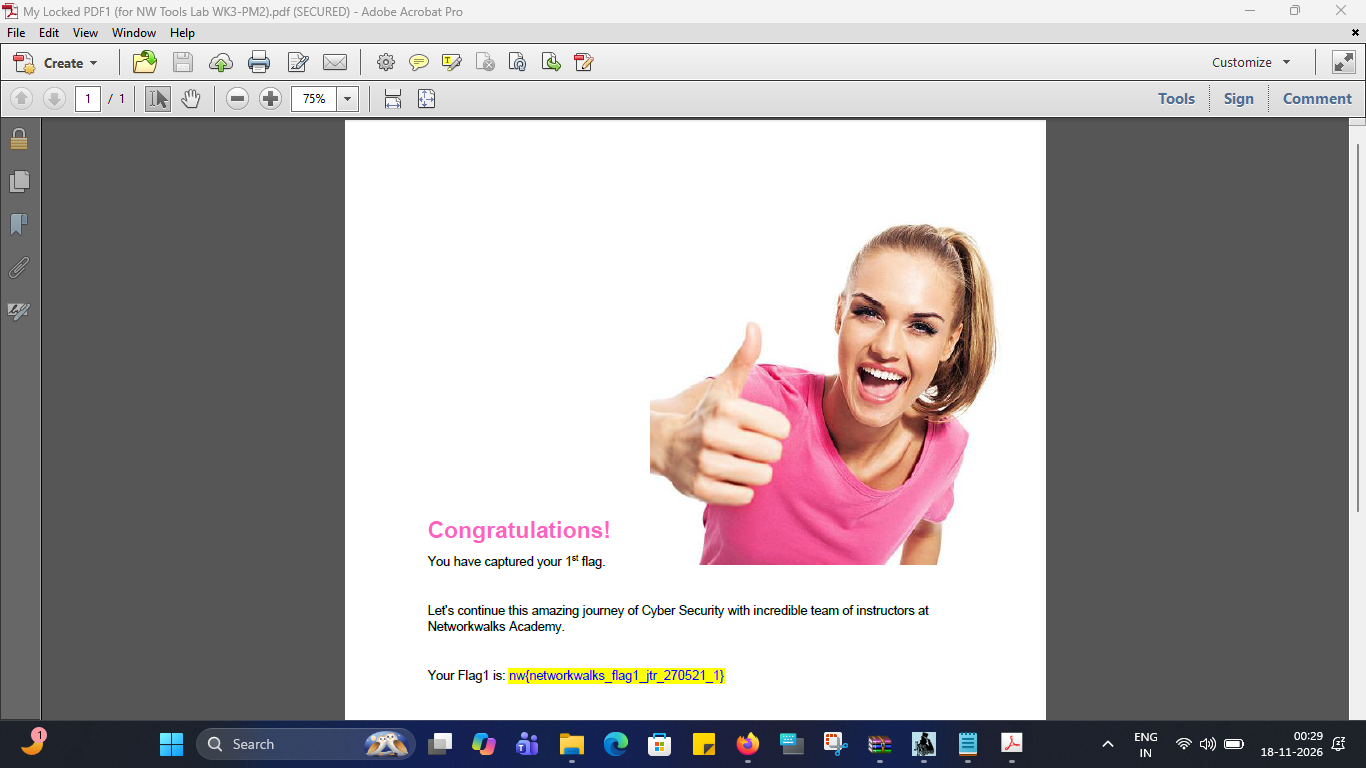 My Locked PDF1 (for NW Tools Lab WK3-PM2).pdf (SECURED) - Adobe Acrobat Pro
File Edit View Window Help
Create Customize
1 / 1 75% Tools Sign Comment
Congratulations!
You have captured your 1st flag.
Let's continue this amazing journey of Cyber Security with incredible team of instructors at
Networkwalks Academy.
Your Flag1 is: nw{networkwalks_flag1_jtr_270521_1}
1 Search ENG 00:29
IN 18-11-2026